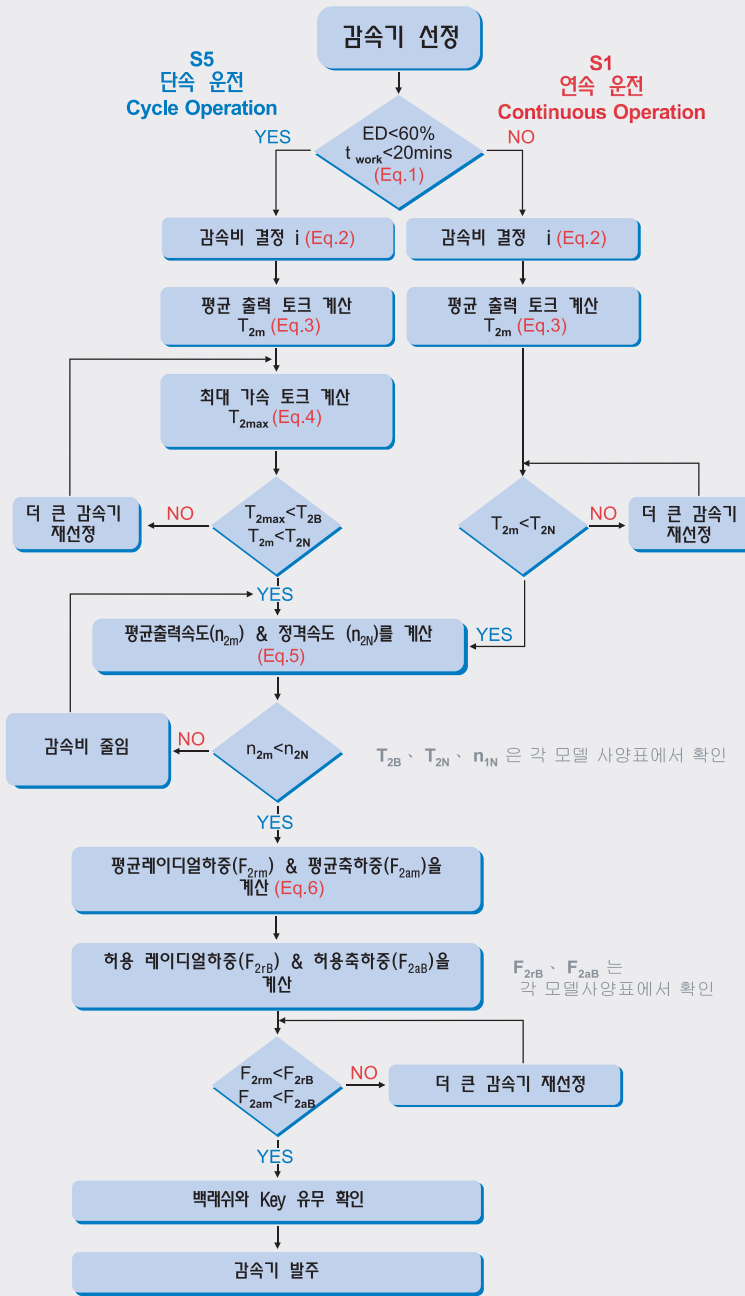 감속기 선정
S5
단속 운전
Cycle Operation
S1
연속 운전
Continuous Operation
YES
ED<60%
t work<20mins
(Eq.1)
NO
감속비 결정 i (Eq.2)
감속비 결정 i (Eq.2)
평균 출력 토크 계산
T2m (Eq.3)
평균 출력 토크 계산
T2m (Eq.3)
최대 가속 토크 계산
T2max (Eq.4)
더 큰 감속기
재선정
NO
T2max<T2B
T2m<T2N
T2m<T2N
NO
더 큰 감속기
재선정
YES
평균출력속도(n2m) & 정격속도 (n2N)를 계산
(Eq.5)
YES
감속비 줄임
NO
n2m<n2N
T2B、T2N、n1N 은 각 모델 사양표에서 확인
YES
평균레이디얼하중(F2rm) & 평균축하중(F2am)을
계산 (Eq.6)
허용 레이디얼하중(F2rB) & 허용축하중(F2aB)을
계산
F2rB、F2aB 는
각 모델사양표에서 확인
F2rm<F2rB
F2am<F2aB
NO
더 큰 감속기 재선정
YES
백래쉬와 Key 유무 확인
감속기 발주